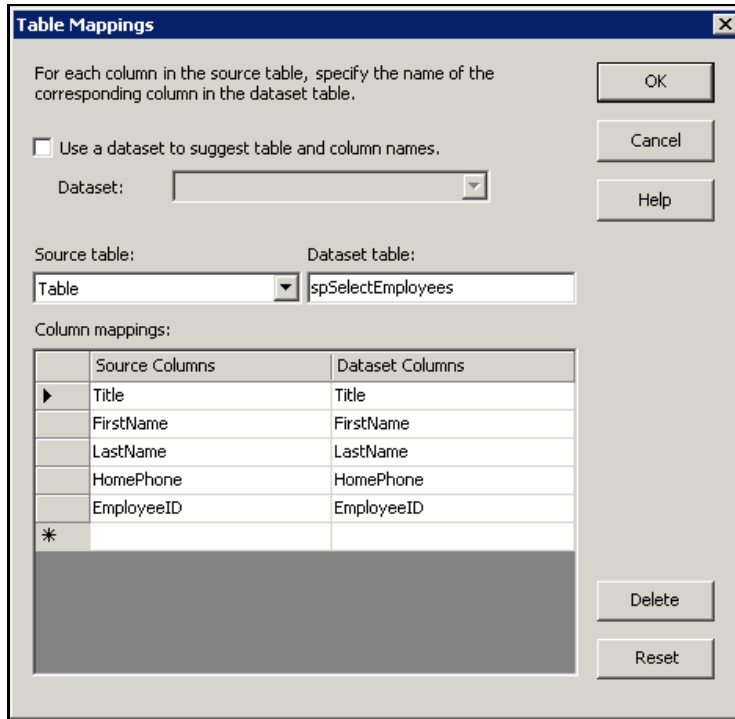 Table Mappings
For each column in the source table, specify the name of the
corresponding column in the dataset table.
OK
Use a dataset to suggest table and column names.
Cancel
Dataset:
Help
Source table: Dataset table:
Table spSelectEmployees
Column mappings:
Source Columns Dataset Columns
Title Title
FirstName FirstName
LastName LastName
HomePhone HomePhone
EmployeeID EmployeeID
Delete
Reset